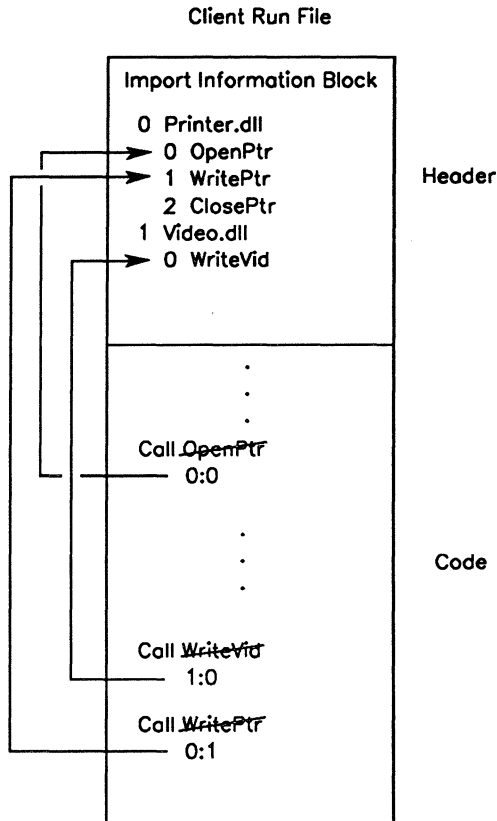 Client Run File
Import Information Block
0 Printer.dll
0 OpenPtr
1 WritePtr
2 ClosePtr
1 Video.dll
0 WriteVid
Header
Call OpenPtr
0:0
Code
Call WriteVid
1:0
Call WritePtr
0:1